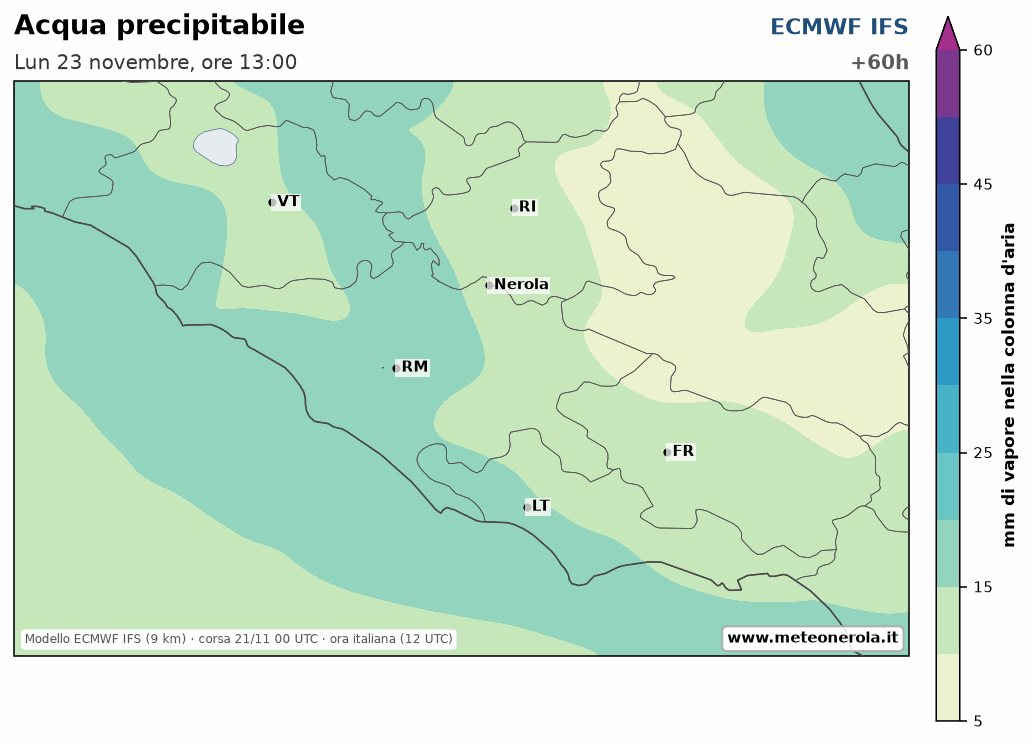 Acqua precipitabile
ECMWF IFS
Lun 23 novembre, ore 13:00
+60h
60
45
35
25
15
5
mm di vapore nella colonna d'aria
VT
RI
Nerola
RM
FR
LT
Modello ECMWF IFS (9 km) · corsa 21/11 00 UTC · ora italiana (12 UTC)
www.meteonerola.it